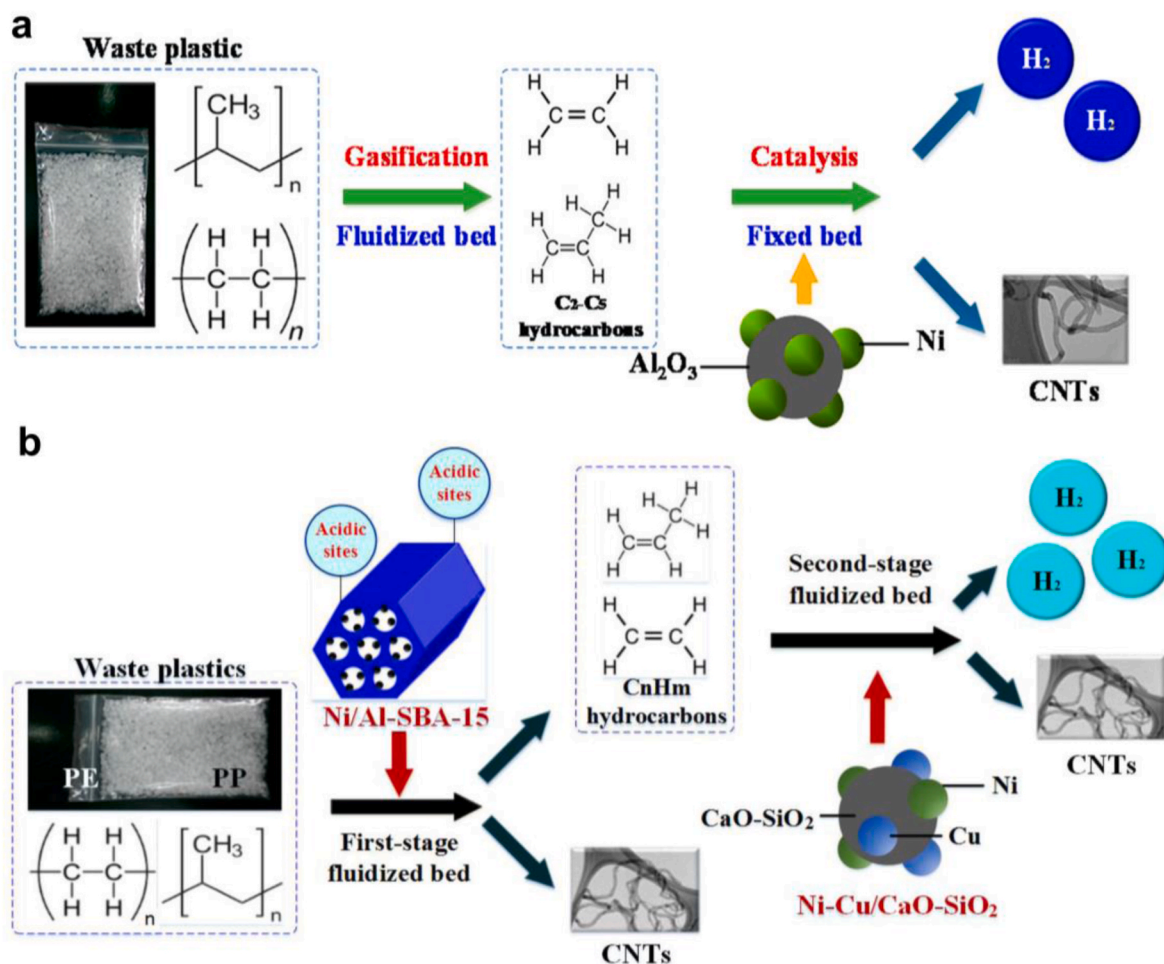 a
Waste plastic
CH₃
n
H H
C C
H H
n
Gasification
Fluidized bed
H H
C=C
H H
H
H C H
H H
C=C
H H
C₂-C₅
hydrocarbons
Catalysis
Fixed bed
Al₂O₃
Ni
H₂
H₂
CNTs
b
Waste plastics
PE PP
H H
C C
H H
n
CH₃
n
Acidic
sites
Acidic
sites
Ni/Al-SBA-15
First-stage
fluidized bed
CNTs
H
H C H
H H
C=C
H H
H H
C=C
H H
CnHm
hydrocarbons
Second-stage
fluidized bed
CaO-SiO₂
Ni
Cu
Ni-Cu/CaO-SiO₂
H₂
H₂
H₂
CNTs